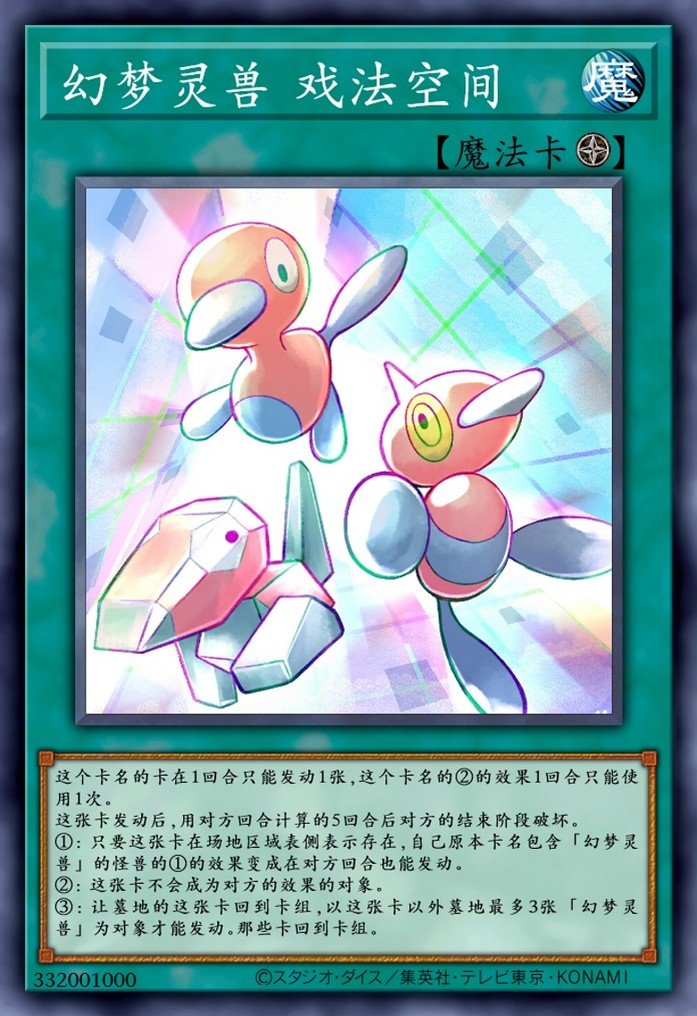 幻梦灵兽 戏法空间
魔
【魔法卡】
这个卡名的卡在1回合只能发动1张,这个卡名的②的效果1回合只能使
用1次。
这张卡发动后,用对方回合计算的5回合后对方的结束阶段破坏。
①: 只要这张卡在场地区域表侧表示存在,自己原本卡名包含「幻梦灵
兽」的怪兽的①的效果变成在对方回合也能发动。
②: 这张卡不会成为对方的效果的对象。
③: 让墓地的这张卡回到卡组,以这张卡以外墓地最多3张「幻梦灵
兽」为对象才能发动。那些卡回到卡组。
332001000
©スタジオ・ダイス/集英社・テレビ東京・KONAMI